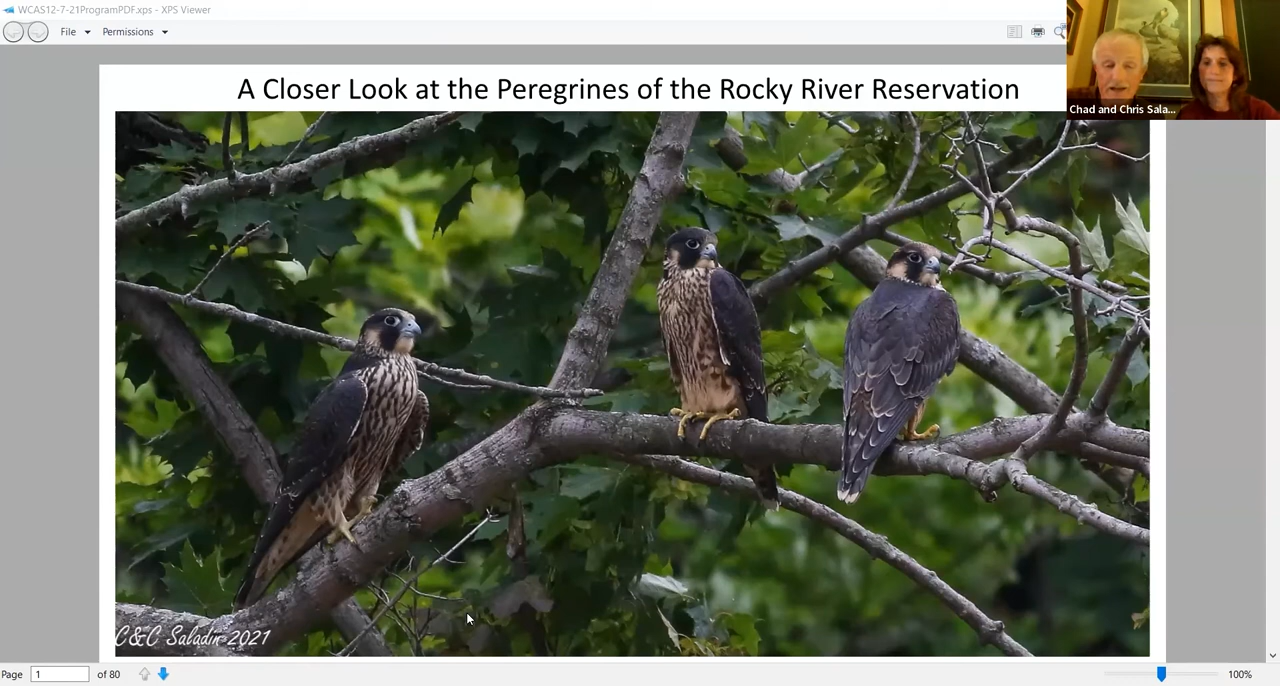 WCAS12-7-21ProgramPDF.xps - XPS Viewer
File Permissions
A Closer Look at the Peregrines of the Rocky River Reservation
Chad and Chris Sala...
C&C Saladin 2021
Page 1 of 80
100%